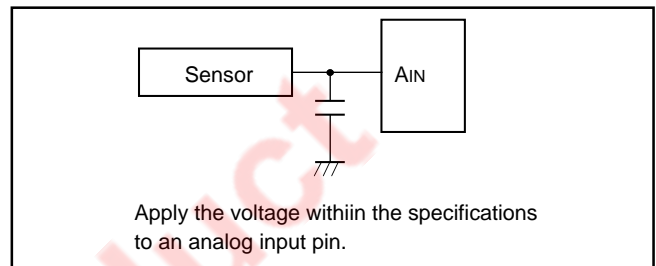 Sensor
AIN
Apply the voltage withiin the specifications
to an analog input pin.